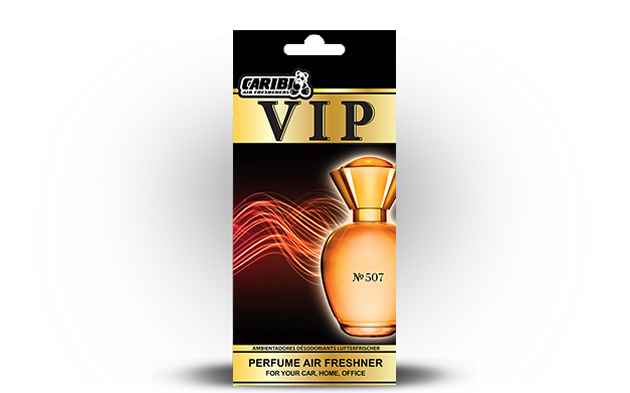 CARIBI
AIR FRESHENERS
VIP
№507
AMBIENTADORES DÉSODORIANTS LUFTERFRISCHER
PERFUME AIR FRESHNER
FOR YOUR CAR, HOME, OFFICE